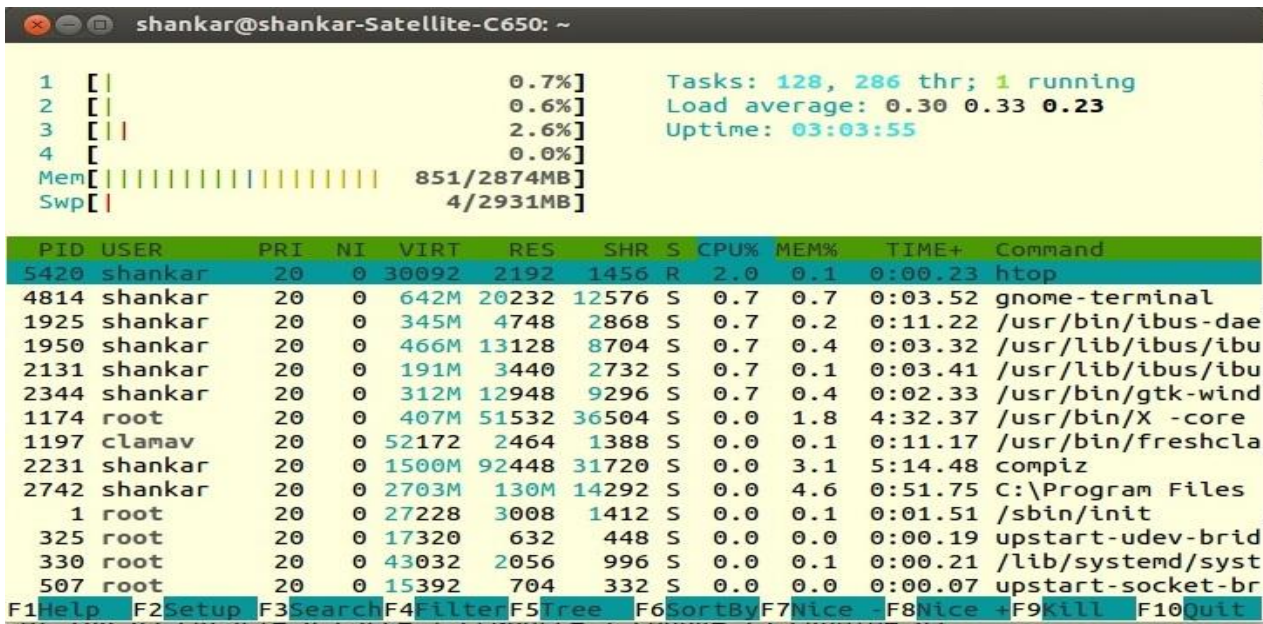 shankar@shankar-Satellite-C650: ~
1 [| 0.7%] Tasks: 128, 286 thr; 1 running
2 [| 0.6%] Load average: 0.30 0.33 0.23
3 [|| 2.6%] Uptime: 03:03:55
4 [ 0.0%]
Mem[||||||||||||||||||| 851/2874MB]
Swp[| 4/2931MB]
PID USER PRI NI VIRT RES SHR S CPU% MEM% TIME+ Command
5420 shankar 20 0 30092 2192 1456 R 2.0 0.1 0:00.23 htop
4814 shankar 20 0 642M 20232 12576 S 0.7 0.7 0:03.52 gnome-terminal
1925 shankar 20 0 345M 4748 2868 S 0.7 0.2 0:11.22 /usr/bin/ibus-dae
1950 shankar 20 0 466M 13128 8704 S 0.7 0.4 0:03.32 /usr/lib/ibus/ibu
2131 shankar 20 0 191M 3440 2732 S 0.7 0.1 0:03.41 /usr/lib/ibus/ibu
2344 shankar 20 0 312M 12948 9296 S 0.7 0.4 0:02.33 /usr/bin/gtk-wind
1174 root 20 0 407M 51532 36504 S 0.0 1.8 4:32.37 /usr/bin/X -core
1197 clamav 20 0 52172 2464 1388 S 0.0 0.1 0:11.17 /usr/bin/freshcla
2231 shankar 20 0 1500M 92448 31720 S 0.0 3.1 5:14.48 compiz
2742 shankar 20 0 2703M 130M 14292 S 0.0 4.6 0:51.75 C:\Program Files
1 root 20 0 27228 3008 1412 S 0.0 0.1 0:01.51 /sbin/init
325 root 20 0 17320 632 448 S 0.0 0.0 0:00.19 upstart-udev-brid
330 root 20 0 43032 2056 996 S 0.0 0.1 0:00.21 /lib/systemd/syst
507 root 20 0 15392 704 332 S 0.0 0.0 0:00.07 upstart-socket-br
F1Help F2Setup F3SearchF4FilterF5Tree F6SortByF7Nice -F8Nice +F9Kill F10Quit